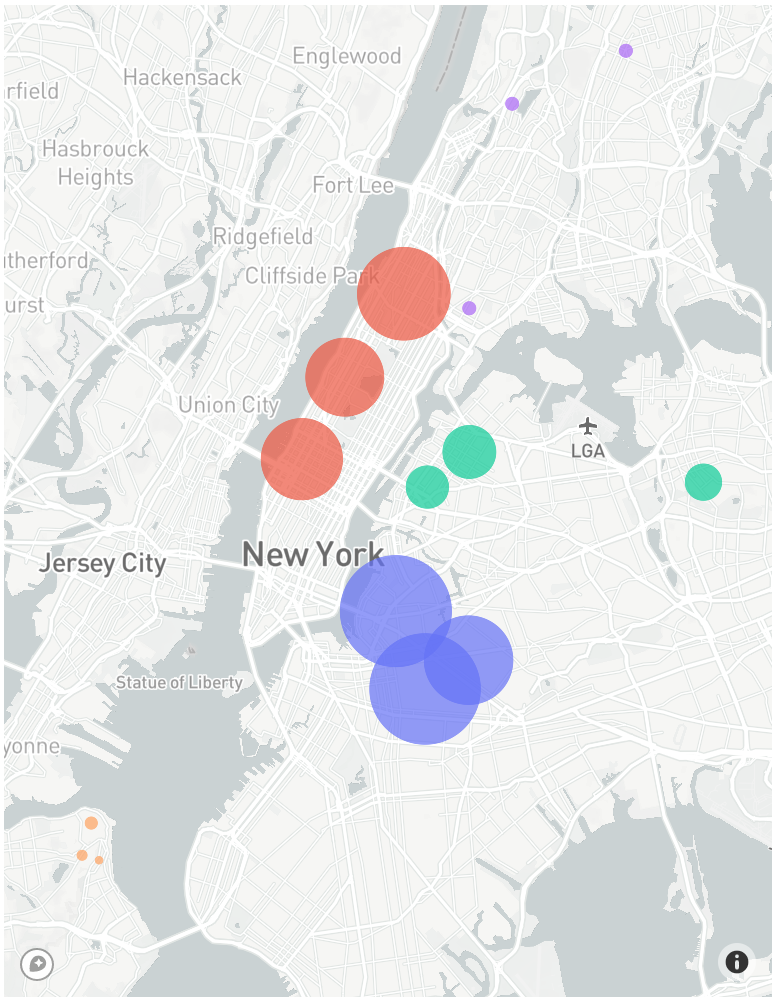 Englewood
Hackensack
rfield
Hasbrouck
Heights
Fort Lee
Ridgefield
utherford
Cliffside Park
urst
Union City
LGA
New York
Jersey City
Statue of Liberty
yonne